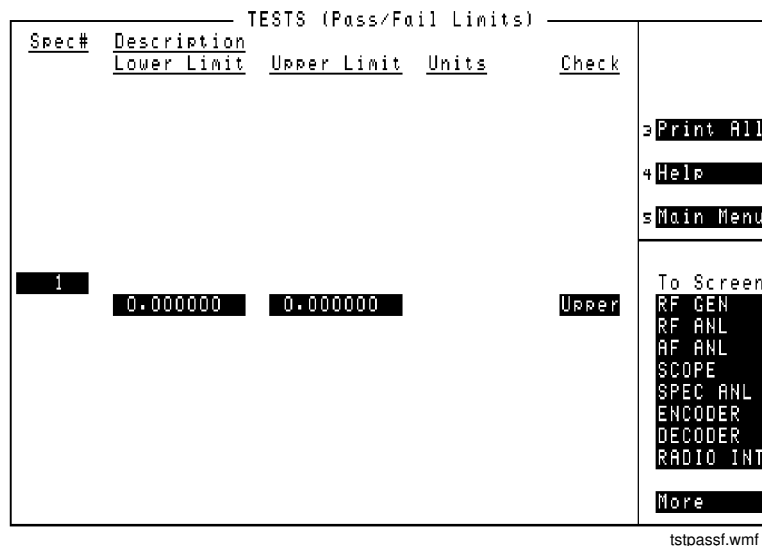 TESTS (Pass/Fail Limits)
Spec# Description
Lower Limit Upper Limit Units Check
3 Print All
4 Help
5 Main Menu
1
0.000000 0.000000 Upper
To Screen
RF GEN
RF ANL
AF ANL
SCOPE
SPEC ANL
ENCODER
DECODER
RADIO INT
More
tstpassf.wmf